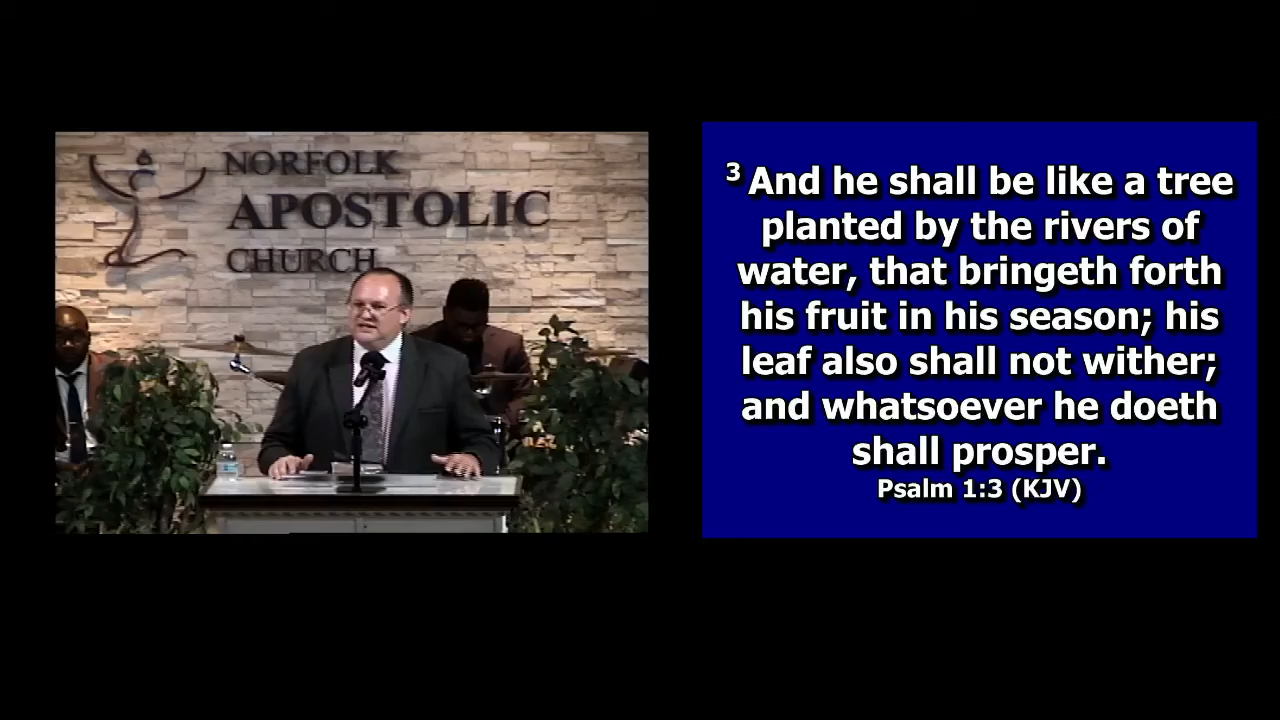 NORFOLK
APOSTOLIC
CHURCH
3 And he shall be like a tree
planted by the rivers of
water, that bringeth forth
his fruit in his season; his
leaf also shall not wither;
and whatsoever he doeth
shall prosper.
Psalm 1:3 (KJV)